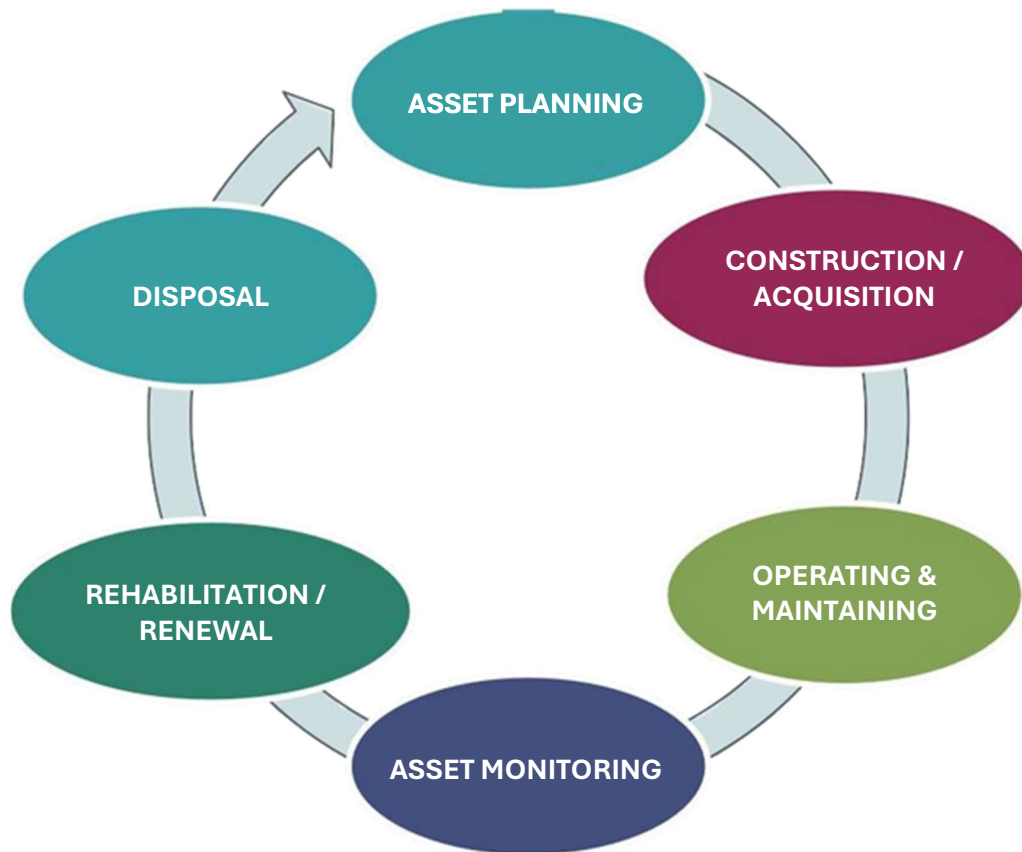 ASSET PLANNING
CONSTRUCTION /
ACQUISITION
OPERATING &
MAINTAINING
ASSET MONITORING
REHABILITATION /
RENEWAL
DISPOSAL